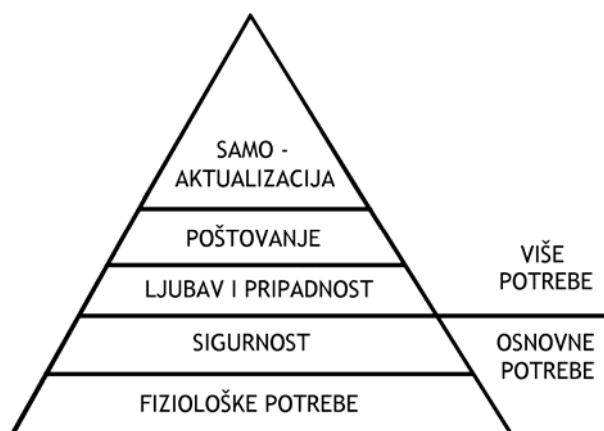 SAMO -
AKTUALIZACIJA
POŠTOVANJE
LJUBAV I PRIPADNOST
VIŠE
POTREBE
SIGURNOST
OSNOVNE
POTREBE
FIZIOLOŠKE POTREBE